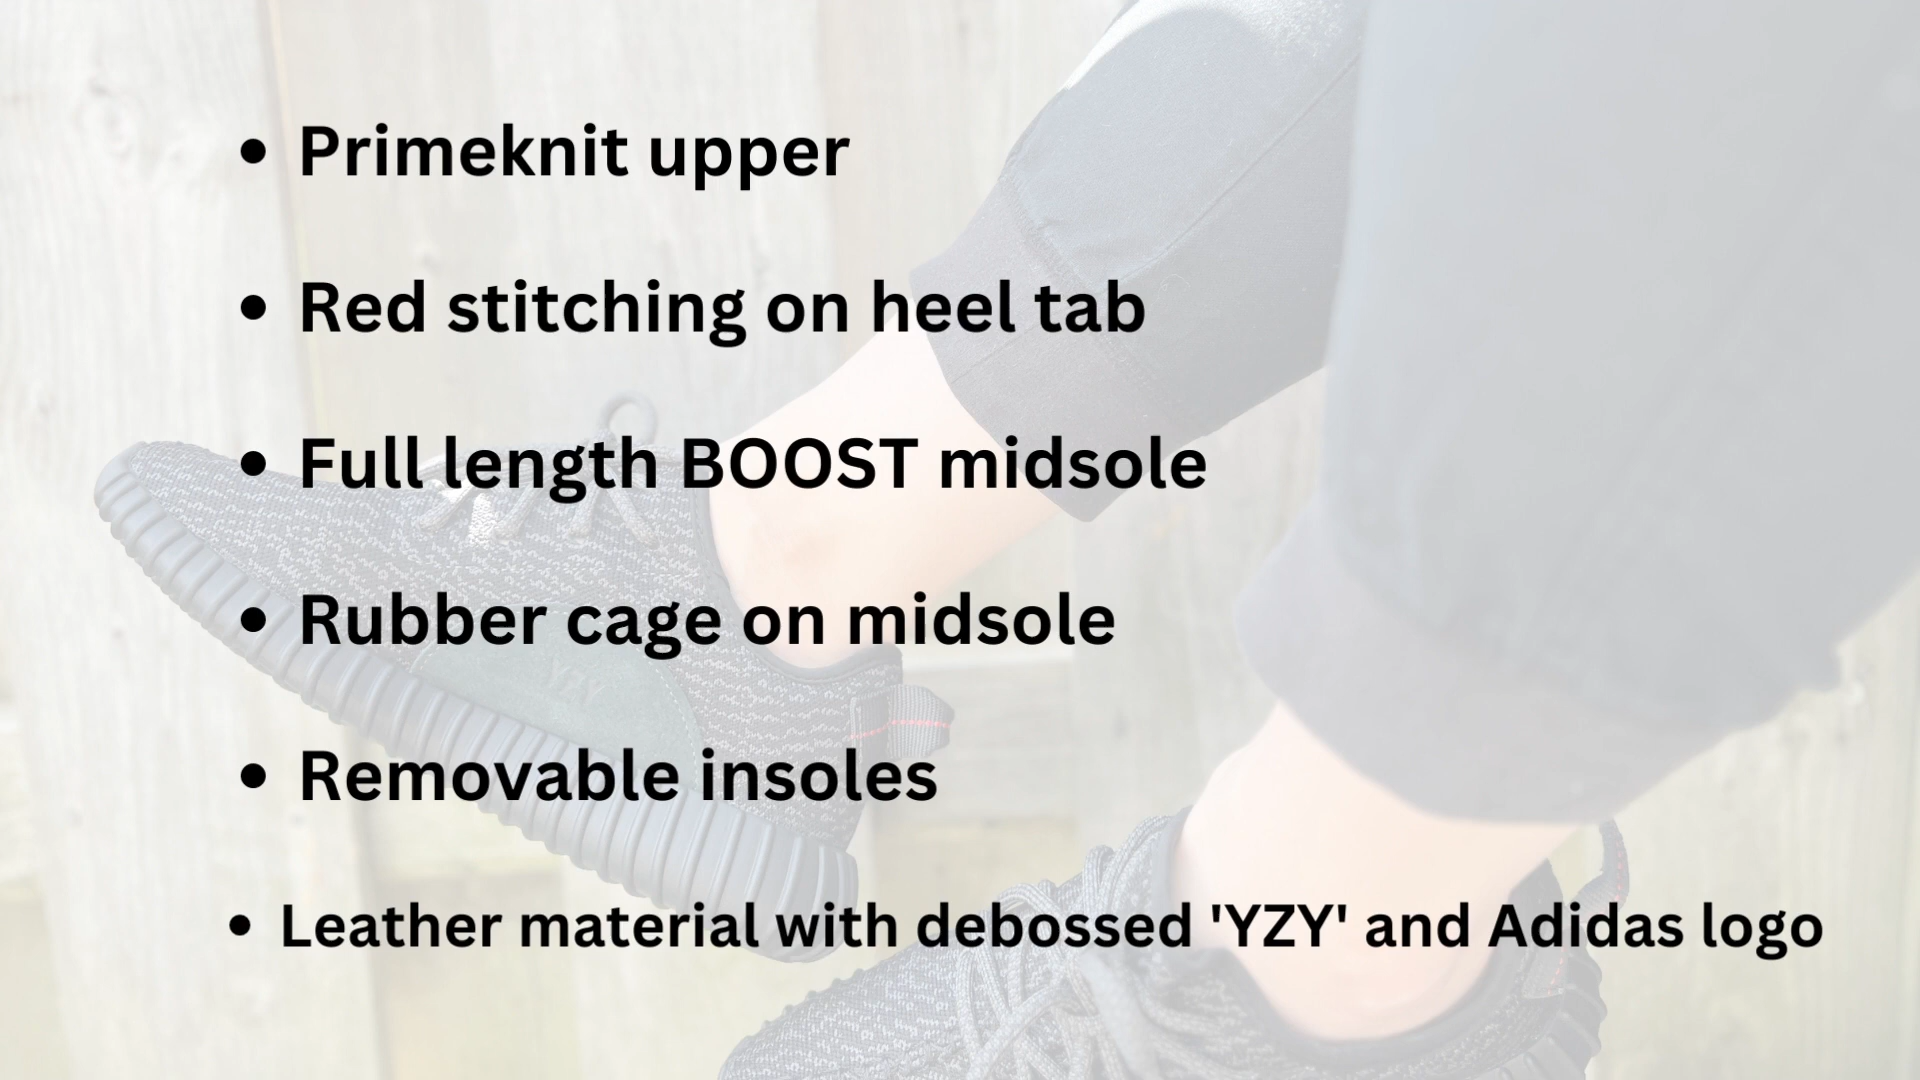 • Primeknit upper
• Red stitching on heel tab
• Full length BOOST midsole
• Rubber cage on midsole
• Removable insoles
• Leather material with debossed 'YZY' and Adidas logo
YZY